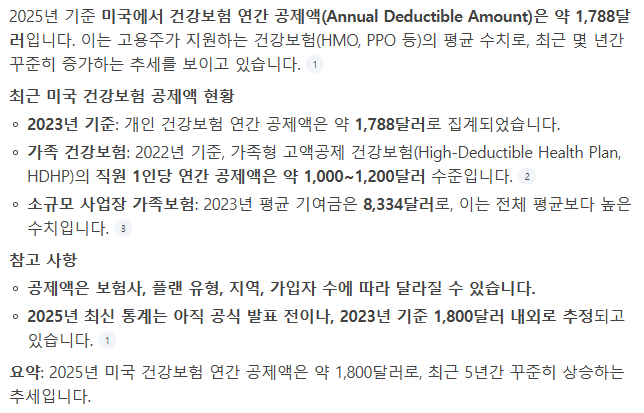 2025년 기준 미국에서 건강보험 연간 공제액(Annual Deductible Amount)은 약 1,788달
러입니다. 이는 고용주가 지원하는 건강보험(HMO, PPO 등)의 평균 수치로, 최근 몇 년간
꾸준히 증가하는 추세를 보이고 있습니다. 1
최근 미국 건강보험 공제액 현황
◦ 2023년 기준: 개인 건강보험 연간 공제액은 약 1,788달러로 집계되었습니다.
◦ 가족 건강보험: 2022년 기준, 가족형 고액공제 건강보험(High-Deductible Health Plan,
HDHP)의 직원 1인당 연간 공제액은 약 1,000~1,200달러 수준입니다. 2
◦ 소규모 사업장 가족보험: 2023년 평균 기여금은 8,334달러로, 이는 전체 평균보다 높은
수치입니다. 3
참고 사항
◦ 공제액은 보험사, 플랜 유형, 지역, 가입자 수에 따라 달라질 수 있습니다.
◦ 2025년 최신 통계는 아직 공식 발표 전이나, 2023년 기준 1,800달러 내외로 추정되고
있습니다. 1
요약: 2025년 미국 건강보험 연간 공제액은 약 1,800달러로, 최근 5년간 꾸준히 상승하는
추세입니다.